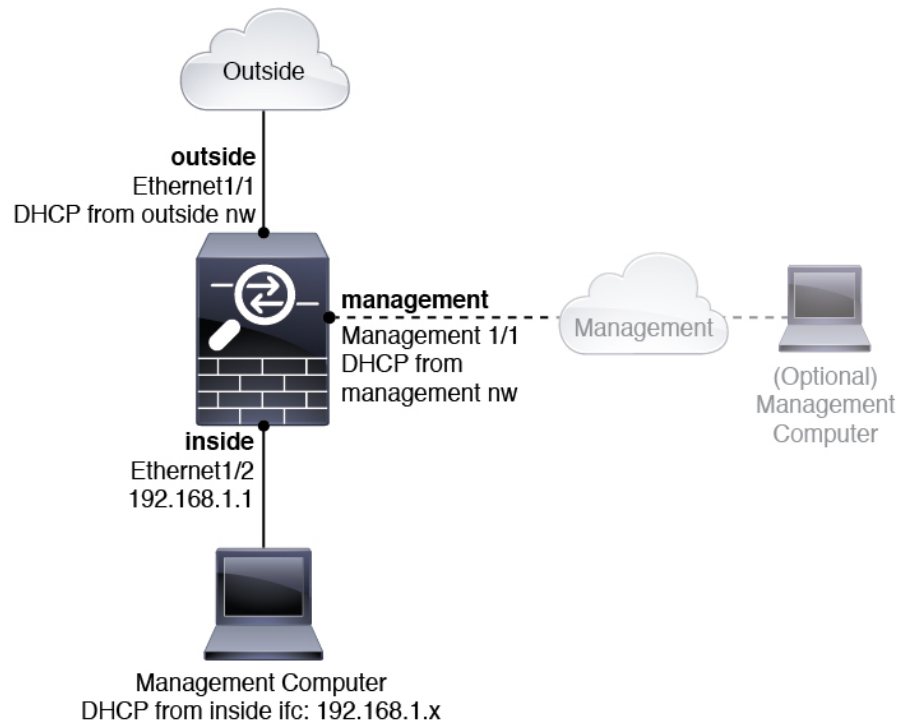 Outside
outside
Ethernet1/1
DHCP from outside nw
management
Management 1/1
DHCP from
management nw
Management
(Optional)
Management
Computer
inside
Ethernet1/2
192.168.1.1
Management Computer
DHCP from inside ifc: 192.168.1.x